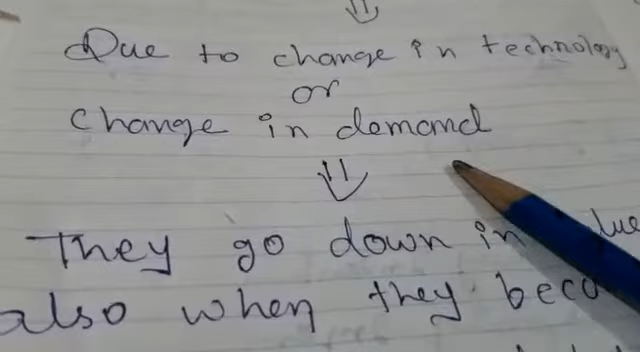 Due to change in technology
or
change in demand
They go down in
also when they